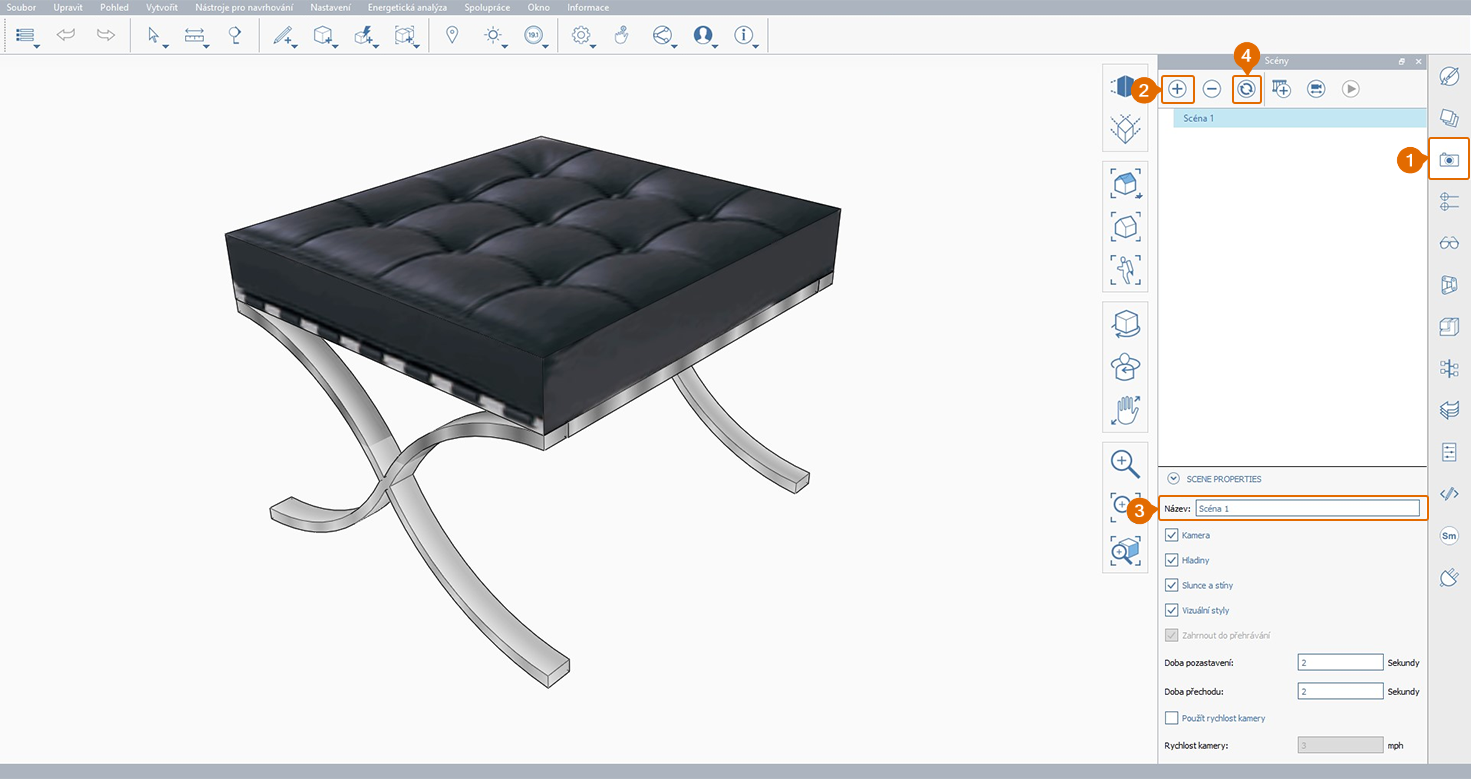 Soubor Upravit Pohled Vytvořit Nástroje pro navrhování Nastavení Energetická analýza Spolupráce Okno Informace
19.1
Scény
4
2
Scéna 1
1
SCENE PROPERTIES
3
Název: Scéna 1
Kamera
Hladiny
Slunce a stíny
Vizuální styly
Zahrnout do přehrávání
Doba pozastavení: 2 Sekundy
Doba přechodu: 2 Sekundy
Použít rychlost kamery
Rychlost kamery: 3 mph
Sm